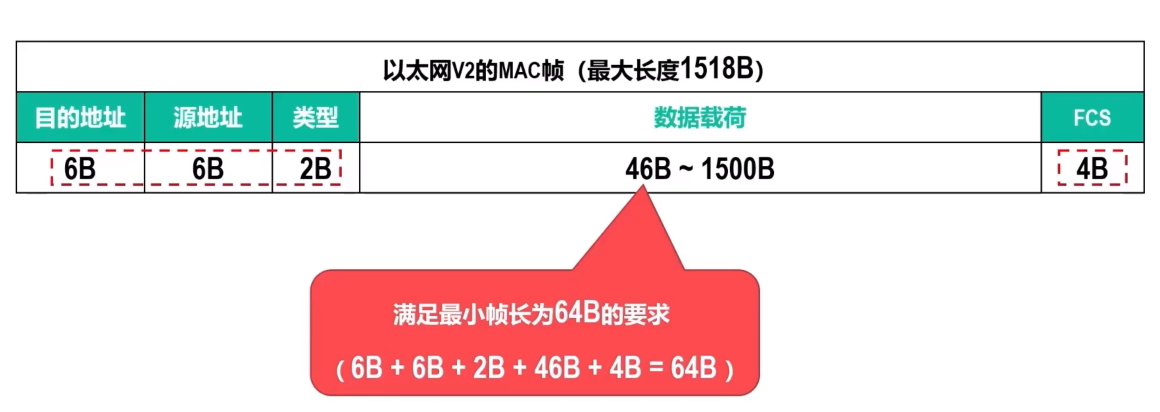 以太网V2的MAC帧（最大长度1518B）
目的地址 源地址 类型 数据载荷 FCS
6B 6B 2B 46B ~ 1500B 4B
满足最小帧长为64B的要求
（6B + 6B + 2B + 46B + 4B = 64B）